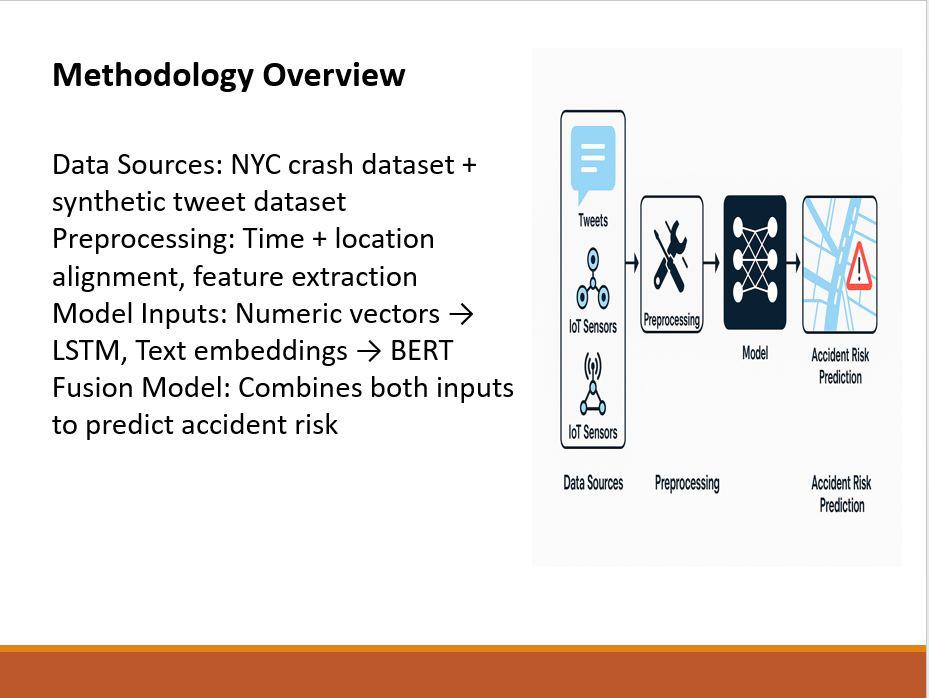 Methodology Overview
Data Sources: NYC crash dataset +
synthetic tweet dataset
Preprocessing: Time + location
alignment, feature extraction
Model Inputs: Numeric vectors →
LSTM, Text embeddings → BERT
Fusion Model: Combines both inputs
to predict accident risk
Tweets
IoT Sensors
IoT Sensors
Data Sources
Preprocessing
Preprocessing
Model
Accident Risk
Prediction
Accident Risk
Prediction